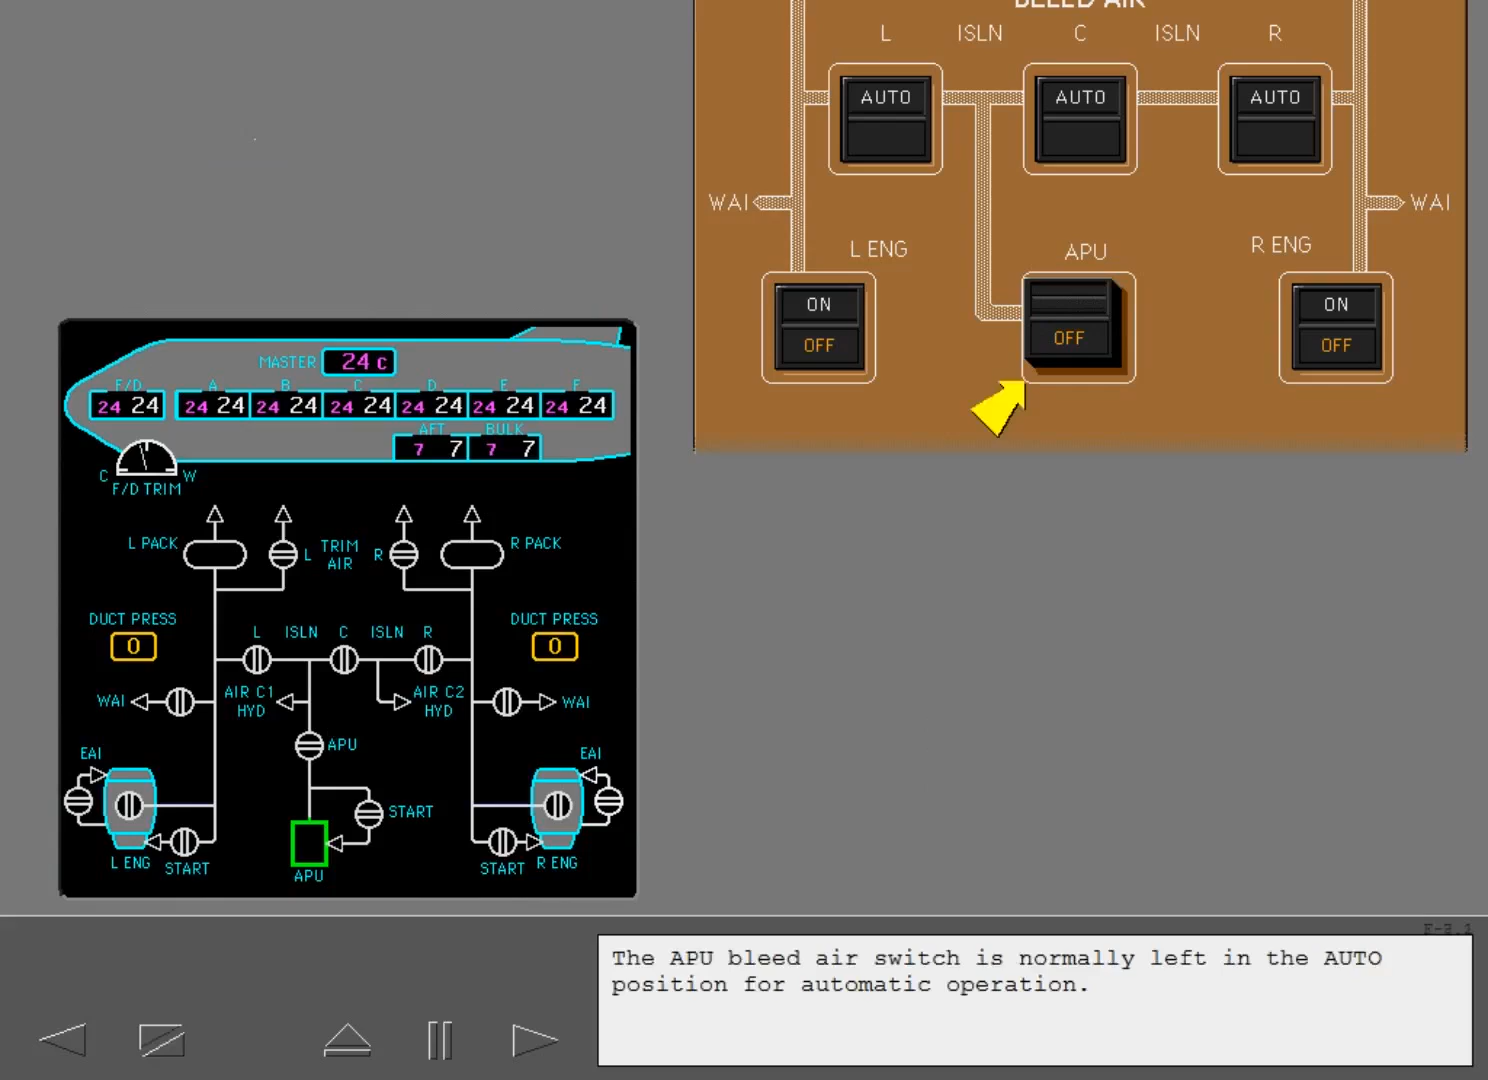 BLEED AIR
L ISLN C ISLN R
AUTO AUTO AUTO
WAI WAI
L ENG APU R ENG
ON ON
OFF OFF OFF
MASTER 24 c
F/D A B C D E F
24 24 24 24 24 24 24 24 24 24 24 24 24 24
AFT BULK
7 7 7 7
C W
F/D TRIM
L PACK L TRIM AIR R R PACK
DUCT PRESS DUCT PRESS
0 0
L ISLN C ISLN R
WAI AIR C1 HYD AIR C2 HYD WAI
APU
EAI EAI
START
L ENG START APU START R ENG
The APU bleed air switch is normally left in the AUTO
position for automatic operation.